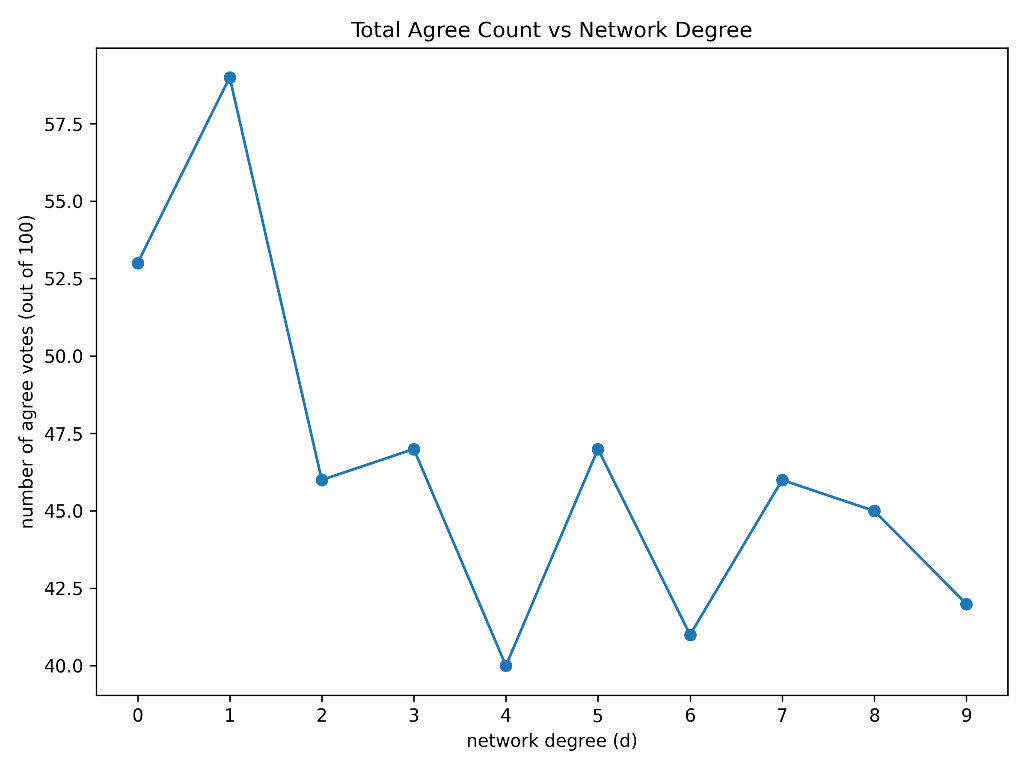 Total Agree Count vs Network Degree
number of agree votes (out of 100)
57.5
55.0
52.5
50.0
47.5
45.0
42.5
40.0
0 1 2 3 4 5 6 7 8 9
network degree (d)